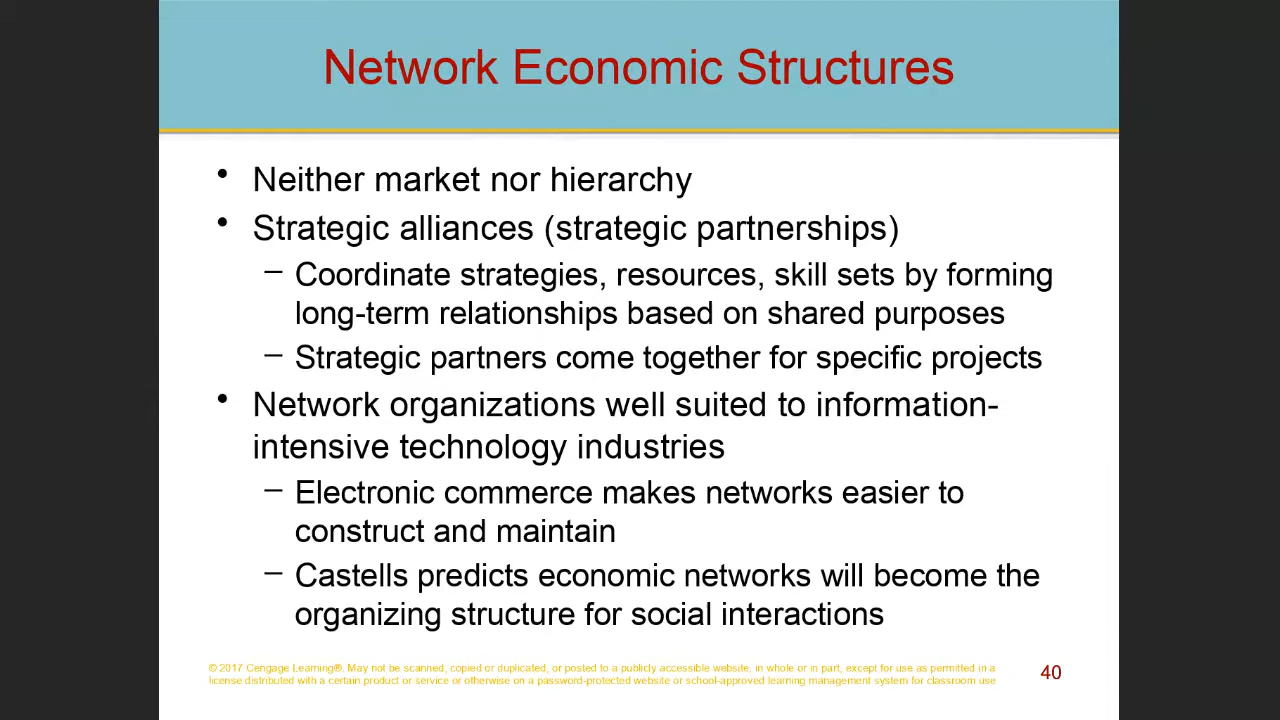 Network Economic Structures
• Neither market nor hierarchy
• Strategic alliances (strategic partnerships)
– Coordinate strategies, resources, skill sets by forming
long-term relationships based on shared purposes
– Strategic partners come together for specific projects
• Network organizations well suited to information-
intensive technology industries
– Electronic commerce makes networks easier to
construct and maintain
– Castells predicts economic networks will become the
organizing structure for social interactions
© 2017 Cengage Learning®. May not be scanned, copied or duplicated, or posted to a publicly accessible website, in whole or in part, except for use as permitted in a
license distributed with a certain product or service or otherwise on a password-protected website or school-approved learning management system for classroom use
40